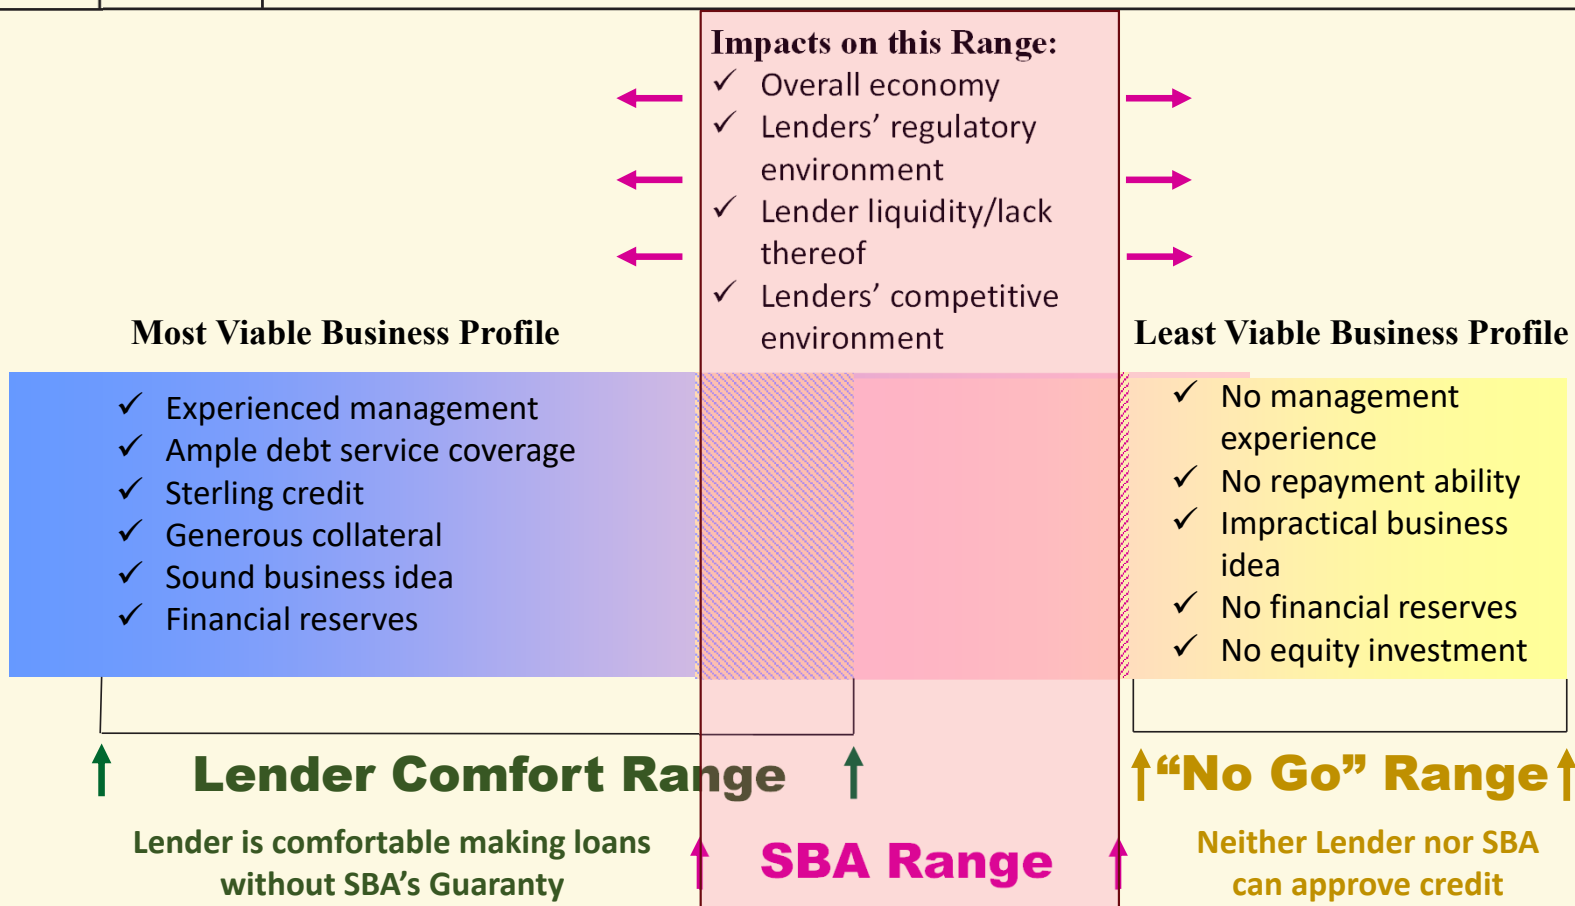 Impacts on this Range:
✓ Overall economy
✓ Lenders’ regulatory
environment
✓ Lender liquidity/lack
thereof
✓ Lenders’ competitive
environment
Most Viable Business Profile
✓ Experienced management
✓ Ample debt service coverage
✓ Sterling credit
✓ Generous collateral
✓ Sound business idea
✓ Financial reserves
Least Viable Business Profile
✓ No management
experience
✓ No repayment ability
✓ Impractical business
idea
✓ No financial reserves
✓ No equity investment
Lender Comfort Range
Lender is comfortable making loans
without SBA’s Guaranty
SBA Range
“No Go” Range
Neither Lender nor SBA
can approve credit